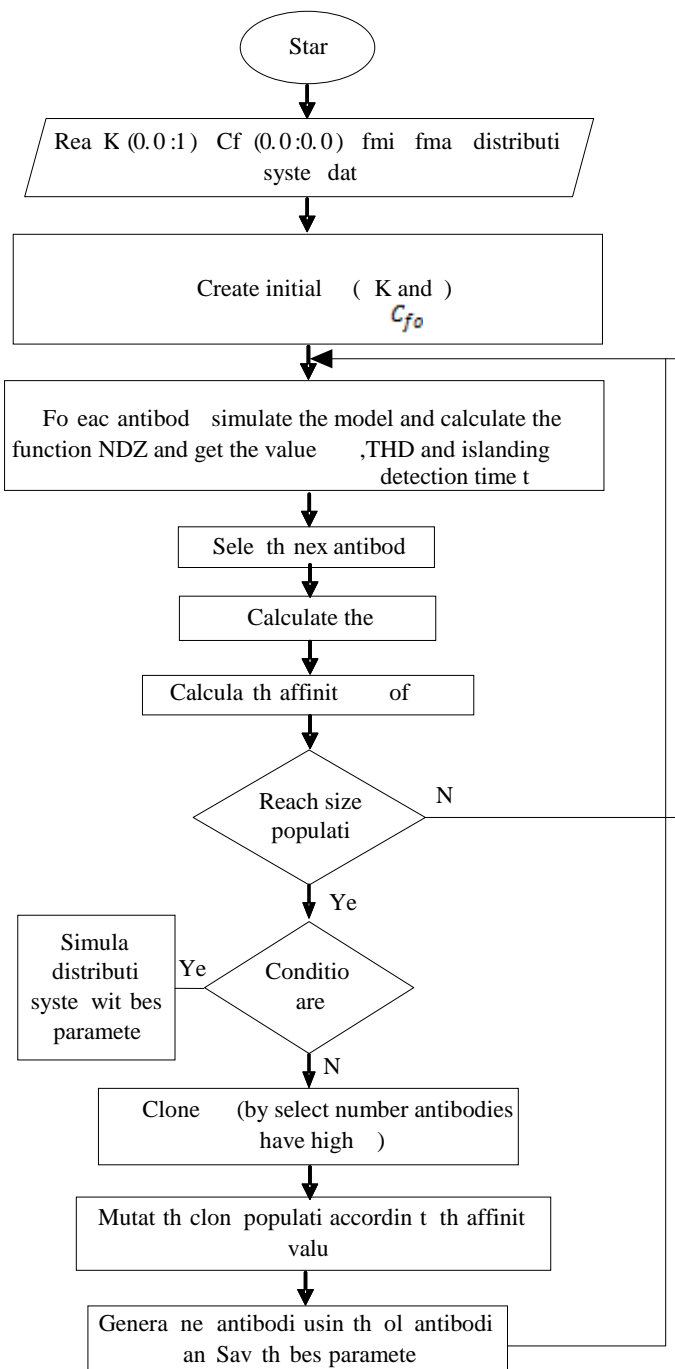 Star
Rea K (0.0:1) Cf (0.0:0.0) fmi fma distributi
syste dat
Create initial ( K and )
C_fo
Fo eac antibod simulate the model and calculate the
function NDZ and get the value ,THD and islanding
detection time t
Sele th nex antibod
Calculate the
Calcula th affinit of
Reach size
populati
N
Ye
Conditio
are
Ye
Simula
distributi
syste wit bes
paramete
N
Clone (by select number antibodies
have high )
Mutat th clon populati accordin t th affinit
valu
Genera ne antibodi usin th ol antibodi
an Sav th bes paramete